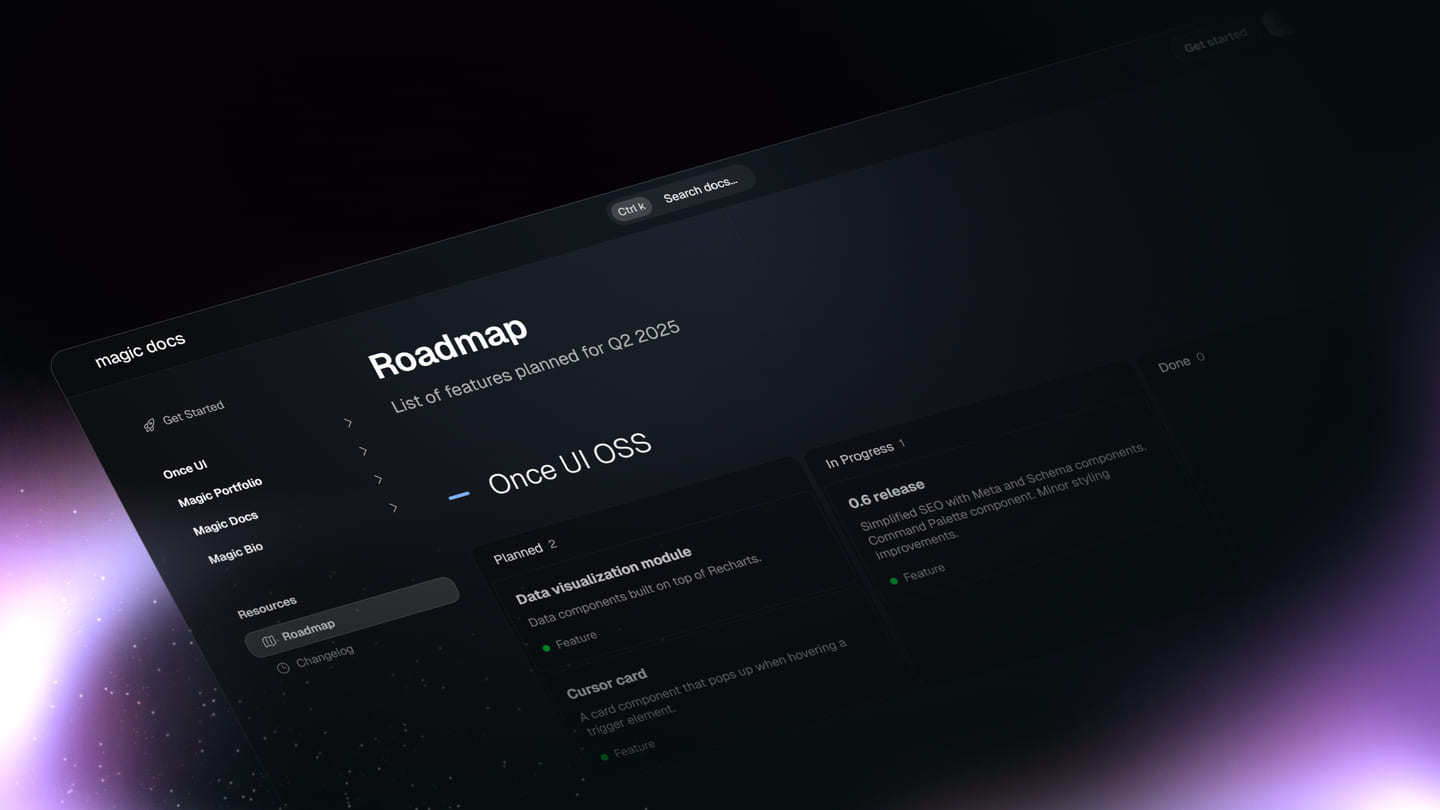 Get started
Ctrl k
Search docs...
magic docs
Get Started
Once UI
Magic Portfolio
Magic Docs
Magic Bio
Resources
Roadmap
Changelog
Roadmap
List of features planned for Q2 2025
Once UI OSS
Planned 2
Data visualization module
Data components built on top of Recharts.
Feature
Cursor card
A card component that pops up when hovering a
trigger element.
Feature
In Progress 1
0.6 release
Simplified SEO with Meta and Schema components.
Command Palette component. Minor styling
improvements.
Feature
Done 0